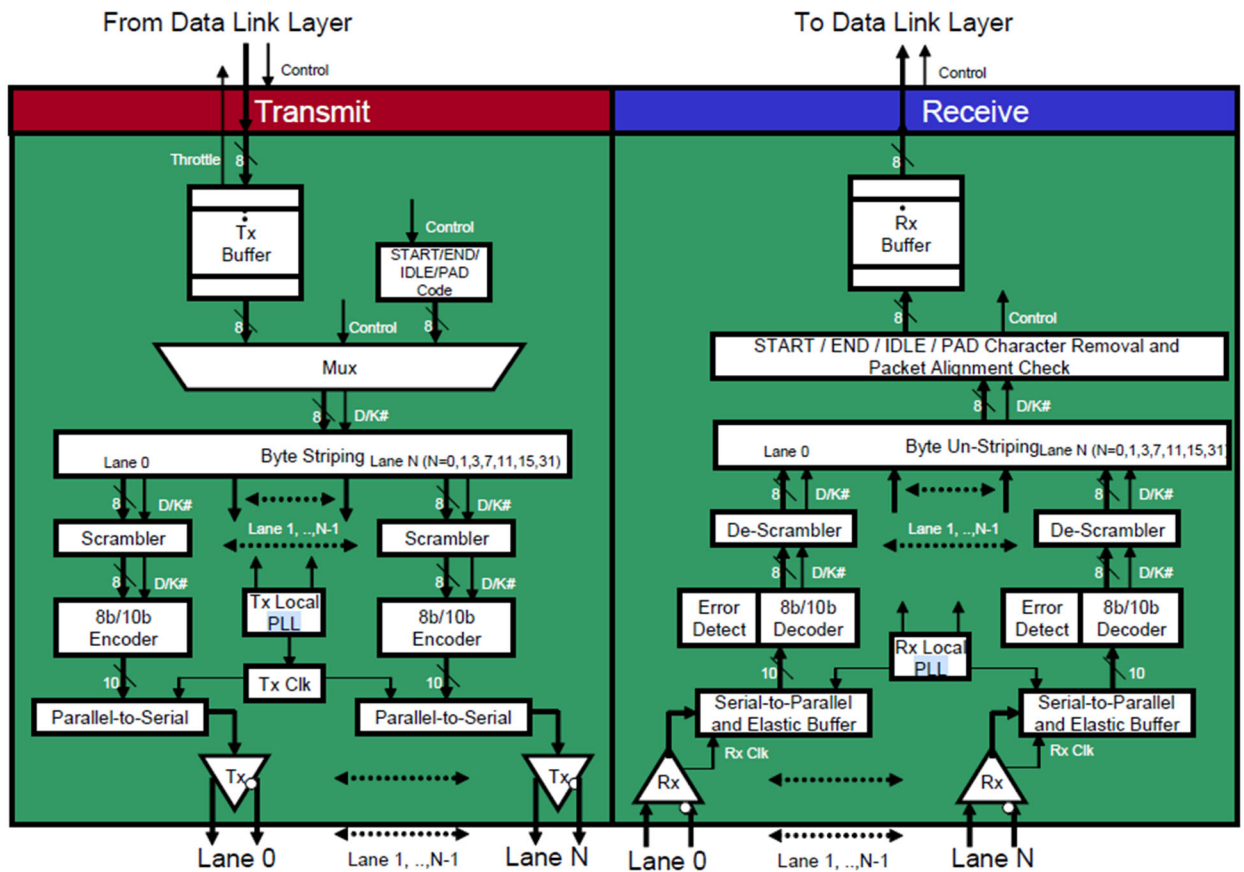 From Data Link Layer
To Data Link Layer
Control
Control
Transmit
Receive
Throttle
8
8
Tx
Buffer
Control
START/END/
IDLE/PAD
Code
Rx
Buffer
8
Control
8
8
Control
Mux
START / END / IDLE / PAD Character Removal and
Packet Alignment Check
8
D/K#
8
D/K#
Byte Striping
Lane 0
Lane N (N=0,1,3,7,11,15,31)
Byte Un-Striping
Lane 0
Lane N (N=0,1,3,7,11,15,31)
8
D/K#
8
D/K#
8
D/K#
8
D/K#
Scrambler
Lane 1, ..,N-1
Scrambler
De-Scrambler
Lane 1, ..,N-1
De-Scrambler
8
D/K#
8
D/K#
8
D/K#
8
D/K#
8b/10b
Encoder
Tx Local
PLL
8b/10b
Encoder
Error
Detect
8b/10b
Decoder
Rx Local
PLL
Error
Detect
8b/10b
Decoder
10
Tx Clk
10
10
10
Parallel-to-Serial
Parallel-to-Serial
Serial-to-Parallel
and Elastic Buffer
Serial-to-Parallel
and Elastic Buffer
Rx Clk
Rx Clk
Tx
Tx
Rx
Rx
Lane 0
Lane 1, ..,N-1
Lane N
Lane 0
Lane 1, ..,N-1
Lane N